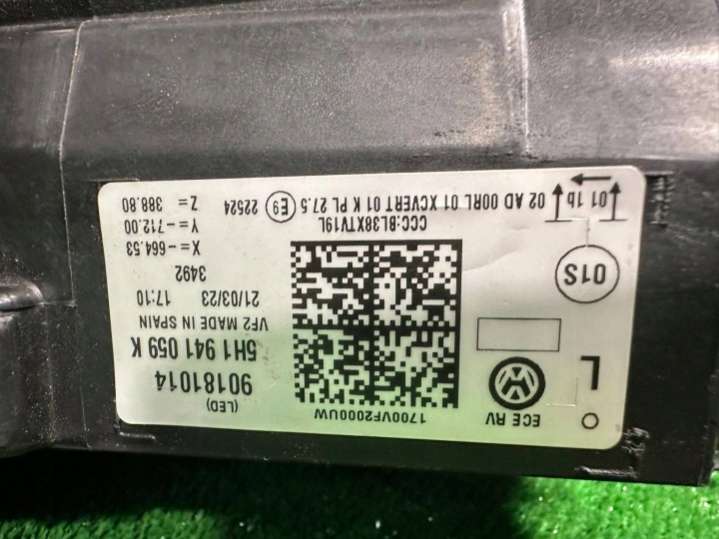 1700VF2000UW
ECE RV
L
01S
01 1b
(LED)
90181014
5H1 941 059 K
VF2 MADE IN SPAIN
21/03/23 17:10
3492
X=-664.53
Y=-712.00
Z= 388.80
CCC:BL38XTV19L
E9 22524 02 AD 00RL 01 XCVERT 01 K PL 27.5